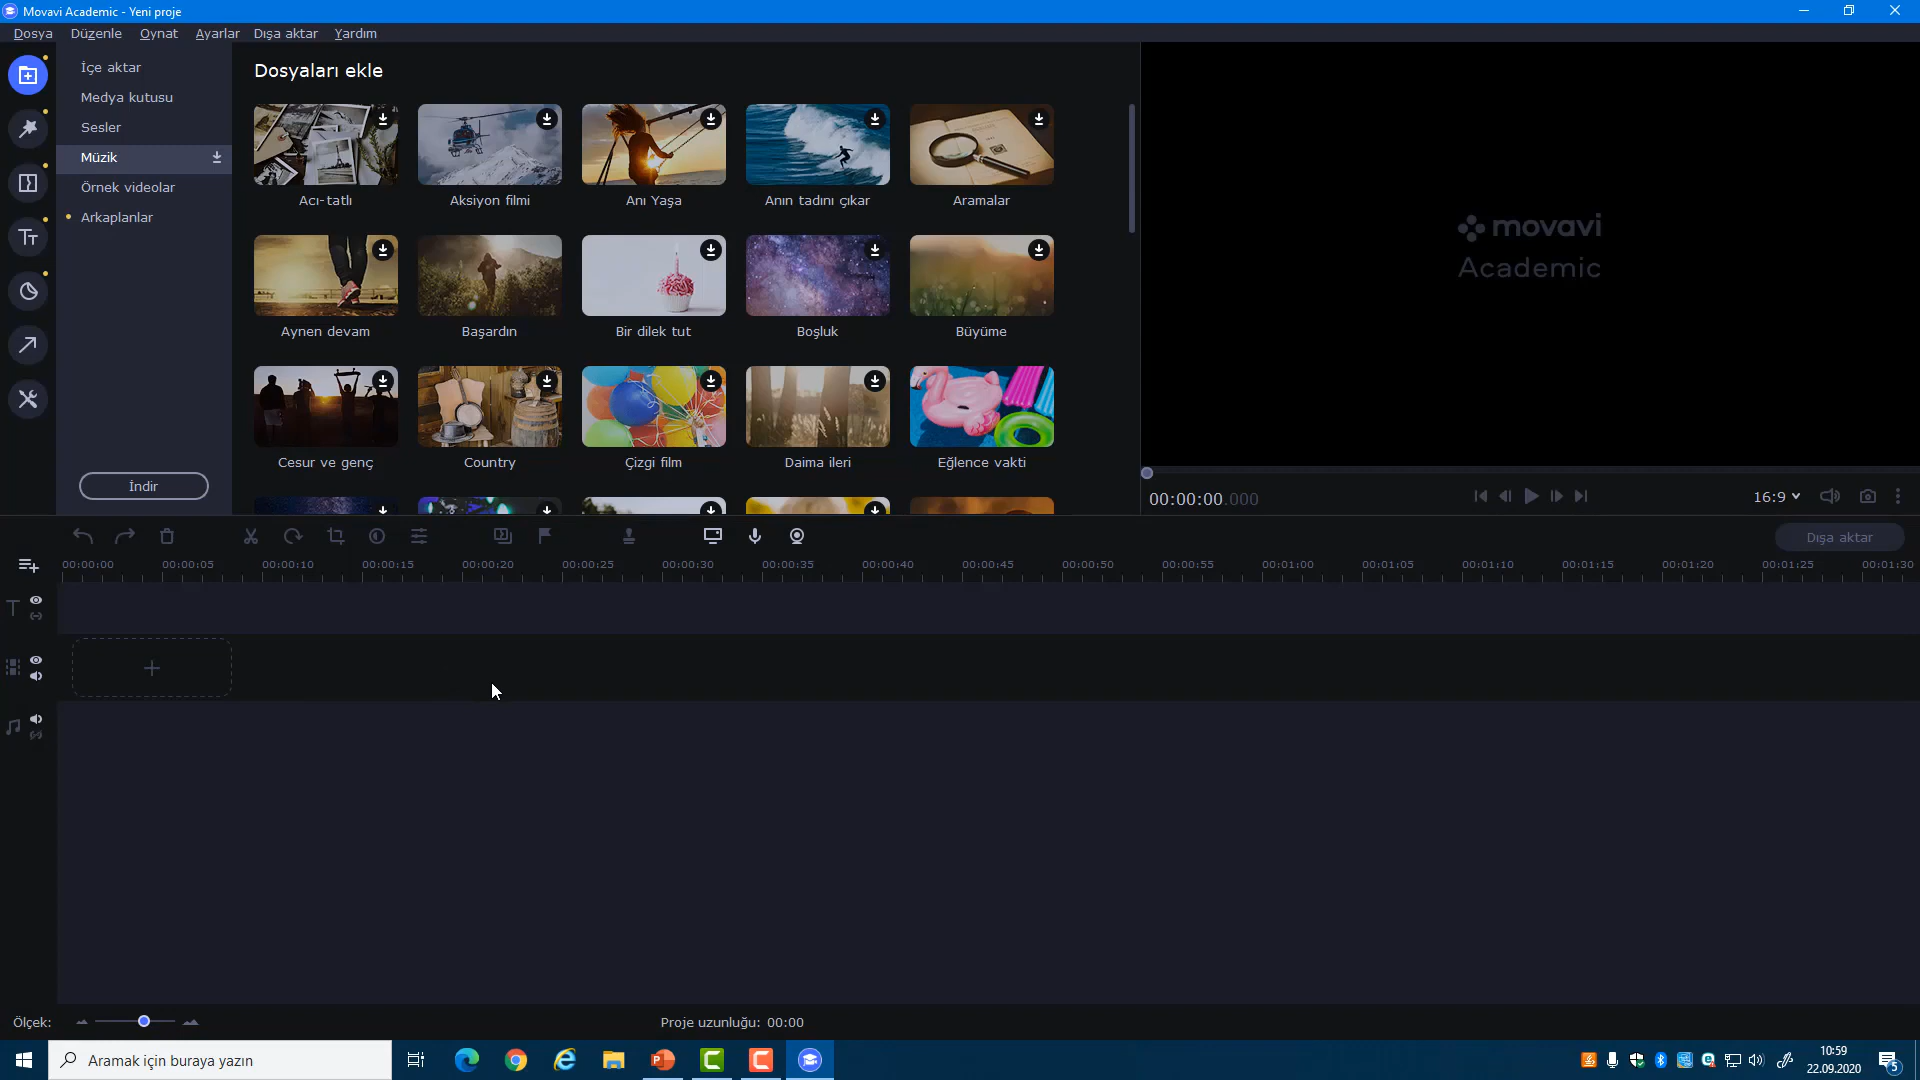 Movavi Academic - Yeni proje
Dosya Düzenle Oynat Ayarlar Dışa aktar Yardım
İçe aktar
Medya kutusu
Sesler
Müzik
Örnek videolar
Arkaplanlar
İndir
Dosyaları ekle
Acı-tatlı Aksiyon filmi Anı Yaşa Anın tadını çıkar Aramalar
Aynen devam Başardın Bir dilek tut Boşluk Büyüme
Cesur ve genç Country Çizgi film Daima ileri Eğlence vakti
movavi
Academic
00:00:00.000
16:9
Dışa aktar
00:00:00 00:00:05 00:00:10 00:00:15 00:00:20 00:00:25 00:00:30 00:00:35 00:00:40 00:00:45 00:00:50 00:00:55 00:01:00 00:01:05 00:01:10 00:01:15 00:01:20 00:01:25 00:01:30
Ölçek:
Proje uzunluğu: 00:00
Aramak için buraya yazın
10:59
22.09.2020
5